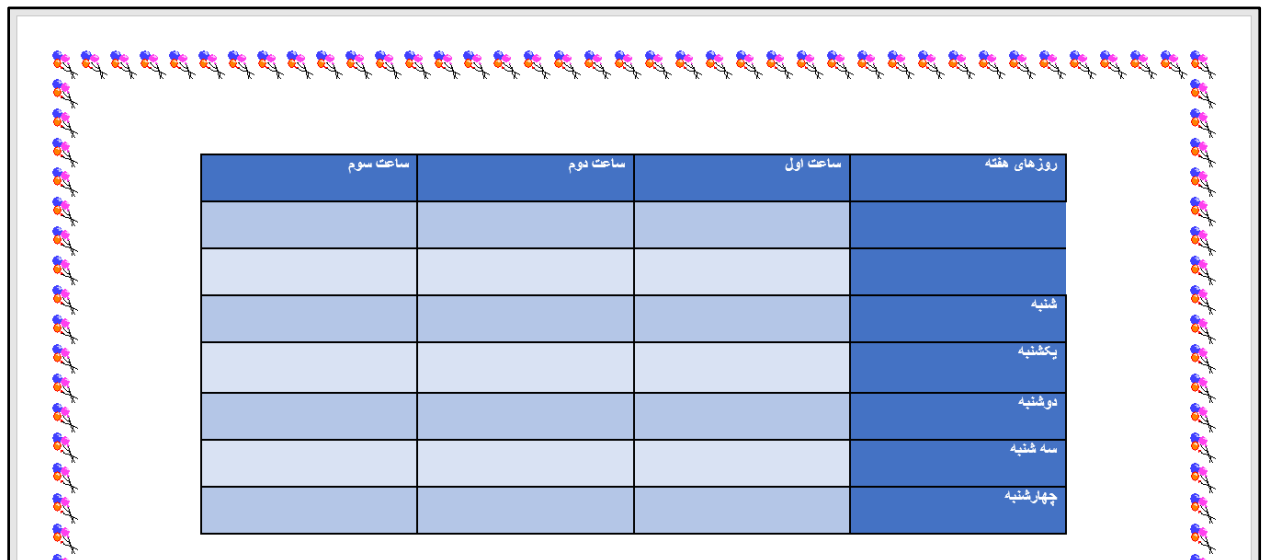 روزهای هفته ساعت اول ساعت دوم ساعت سوم
شنبه
یکشنبه
دوشنبه
سه شنبه
چهارشنبه